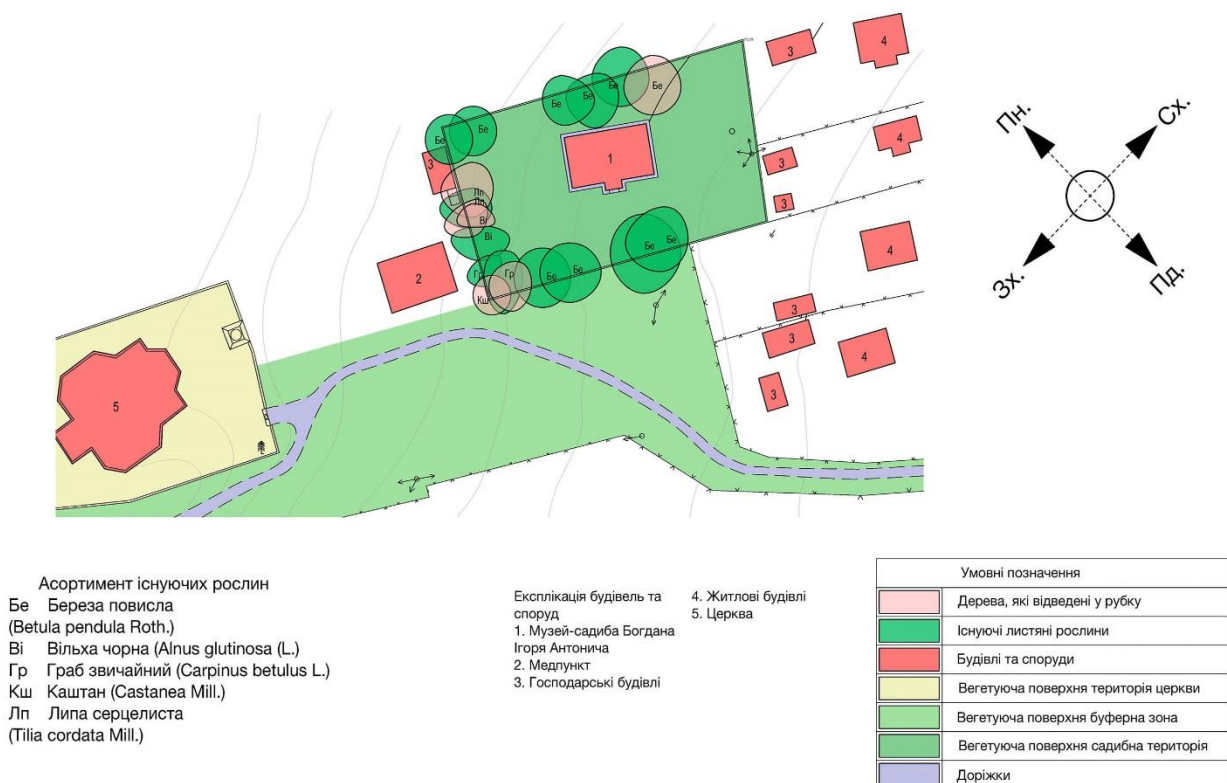 3
4
Бе
Бе
Бе
Бе
Бе
Бе
3
1
3
4
3
Лп
Лп
Ві
Ві
2
Гр
Гр
Кш
Бе
Бе
Бе
Бе
4
3
3
4
3
5
Пн.
Сх.
Зх.
Пд.
Асортимент існуючих рослин
Бе Береза повисла
(Betula pendula Roth.)
Ві Вільха чорна (Alnus glutinosa (L.)
Гр Граб звичайний (Carpinus betulus L.)
Кш Каштан (Castanea Mill.)
Лп Липа серцелиста
(Tilia cordata Mill.)
Експлікація будівель та
споруд
1. Музей-садиба Богдана
Ігоря Антонича
2. Медпункт
3. Господарські будівлі
4. Житлові будівлі
5. Церква
Умовні позначення
Дерева, які відведені у рубку
Існуючі листяні рослини
Будівлі та споруди
Вегетуюча поверхня територія церкви
Вегетуюча поверхня буферна зона
Вегетуюча поверхня садибна територія
Доріжки